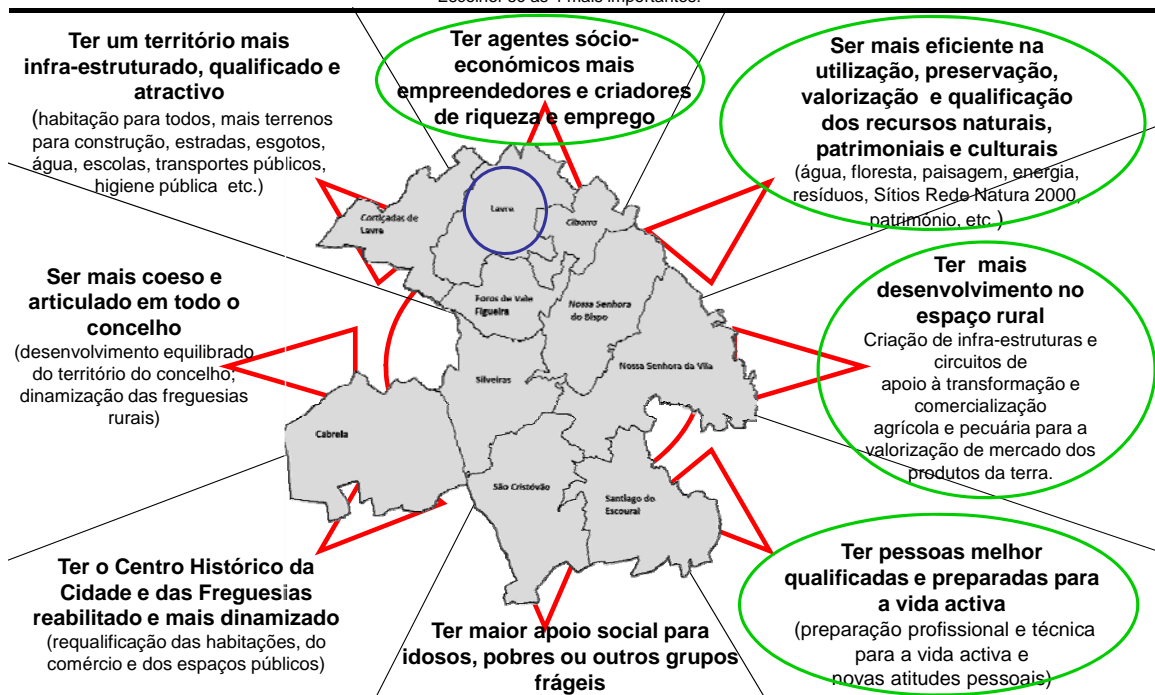 Escolher só as 4 mais importantes.
Ter um território mais
infra-estruturado, qualificado e
atractivo
(habitação para todos, mais terrenos
para construção, estradas, esgotos,
água, escolas, transportes públicos,
higiene pública etc.)
Ter agentes sócio-
económicos mais
empreendedores e criadores
de riqueza e emprego
Ser mais eficiente na
utilização, preservação,
valorização e qualificação
dos recursos naturais,
patrimoniais e culturais
(água, floresta, paisagem, energia,
resíduos, Sítios Rede Natura 2000,
património, etc.)
Ser mais coeso e
articulado em todo o
concelho
(desenvolvimento equilibrado
do território do concelho;
dinamização das freguesias
rurais)
Ter mais
desenvolvimento no
espaço rural
Criação de infra-estruturas e
circuitos de
apoio à transformação e
comercialização
agrícola e pecuária para a
valorização de mercado dos
produtos da terra.
Cortiçadas de
Lavre
Lavre
Ciborro
Foros de Vale
Figueira
Nossa Senhora
do Bispo
Silveiras
Nossa Senhora da Vila
Cabrela
São Cristóvão
Santiago do
Escoural
Ter o Centro Histórico da
Cidade e das Freguesias
reabilitado e mais dinamizado
(requalificação das habitações, do
comércio e dos espaços públicos)
Ter maior apoio social para
idosos, pobres ou outros grupos
frágeis
Ter pessoas melhor
qualificadas e preparadas para
a vida activa
(preparação profissional e técnica
para a vida activa e
novas atitudes pessoais)